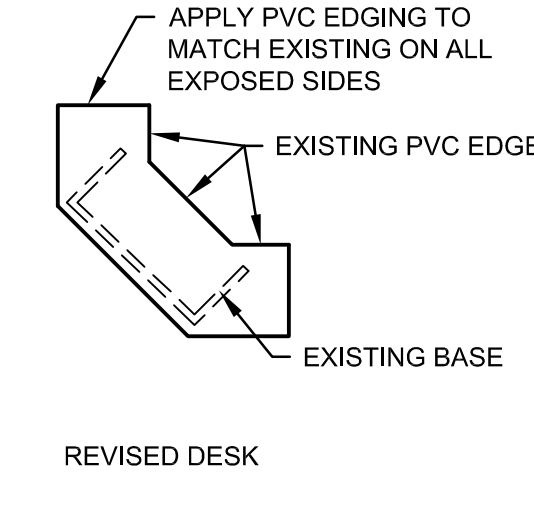 APPLY PVC EDGING TO
MATCH EXISTING ON ALL
EXPOSED SIDES
EXISTING PVC EDGE
EXISTING BASE
REVISED DESK